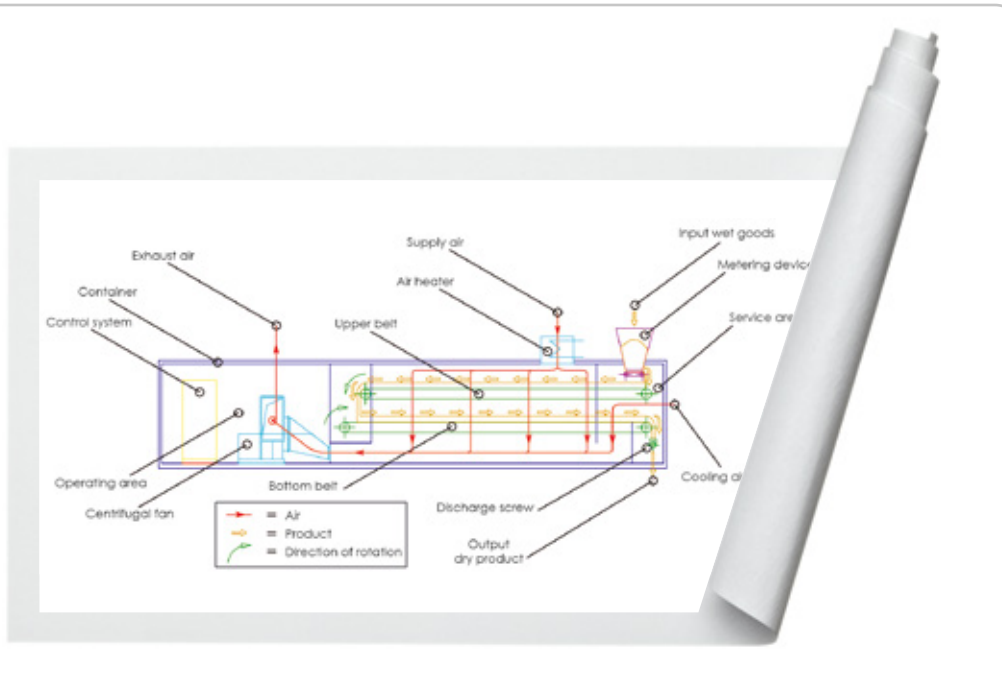 Exhaust air
Container
Control system
Supply air
Air heater
Upper belt
Input wet goods
Metering device
Service are
Operating area
Centrifugal fan
Bottom belt
Discharge screw
Output
dry product
Cooling ai
= Air
= Product
= Direction of rotation